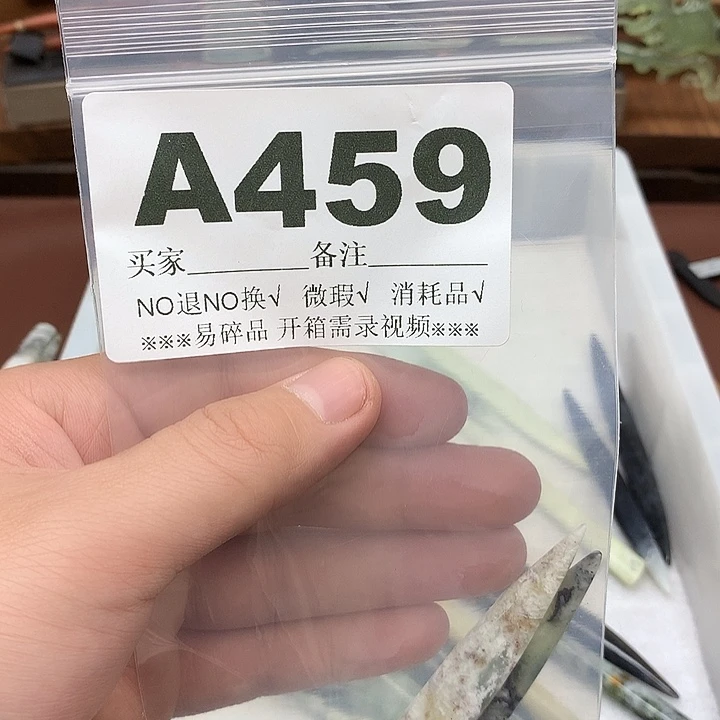 A459
买家________备注________
NO退NO换√ 微瑕√ 消耗品√
※※※易碎品 开箱需录视频※※※